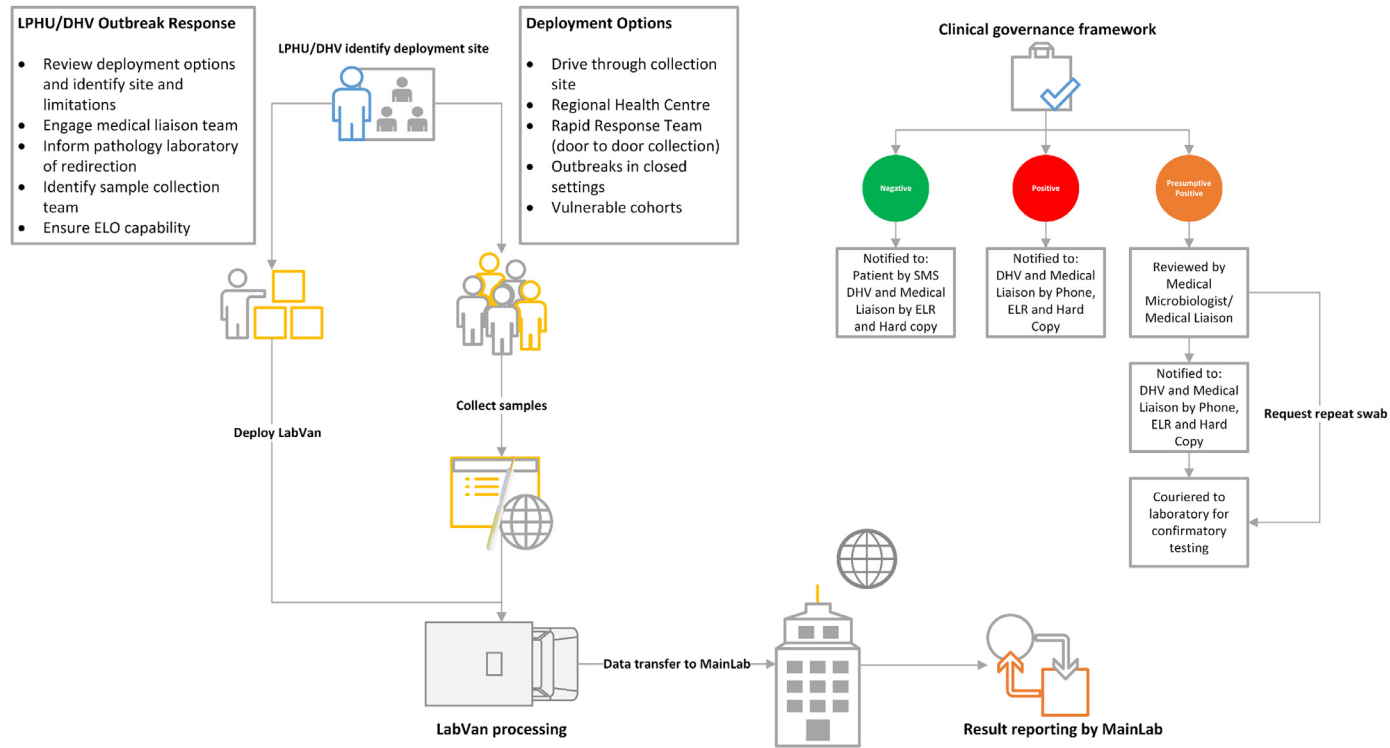 LPHU/DHV Outbreak Response
• Review deployment options
and identify site and
limitations
• Engage medical liaison team
• Inform pathology laboratory
of redirection
• Identify sample collection
team
• Ensure ELO capability
LPHU/DHV identify deployment site
Deployment Options
• Drive through collection
site
• Regional Health Centre
• Rapid Response Team
(door to door collection)
• Outbreaks in closed
settings
• Vulnerable cohorts
Deploy LabVan
Collect samples
LabVan processing
Data transfer to MainLab
Result reporting by MainLab
Clinical governance framework
Negative
Notified to:
Patient by SMS
DHV and Medical
Liaison by ELR
and Hard copy
Positive
Notified to:
DHV and Medical
Liaison by Phone,
ELR and Hard
Copy
Presumptive
Positive
Reviewed by
Medical
Microbiologist/
Medical Liaison
Notified to:
DHV and Medical
Liaison by Phone,
ELR and Hard
Copy
Request repeat swab
Couriered to
laboratory for
confirmatory
testing